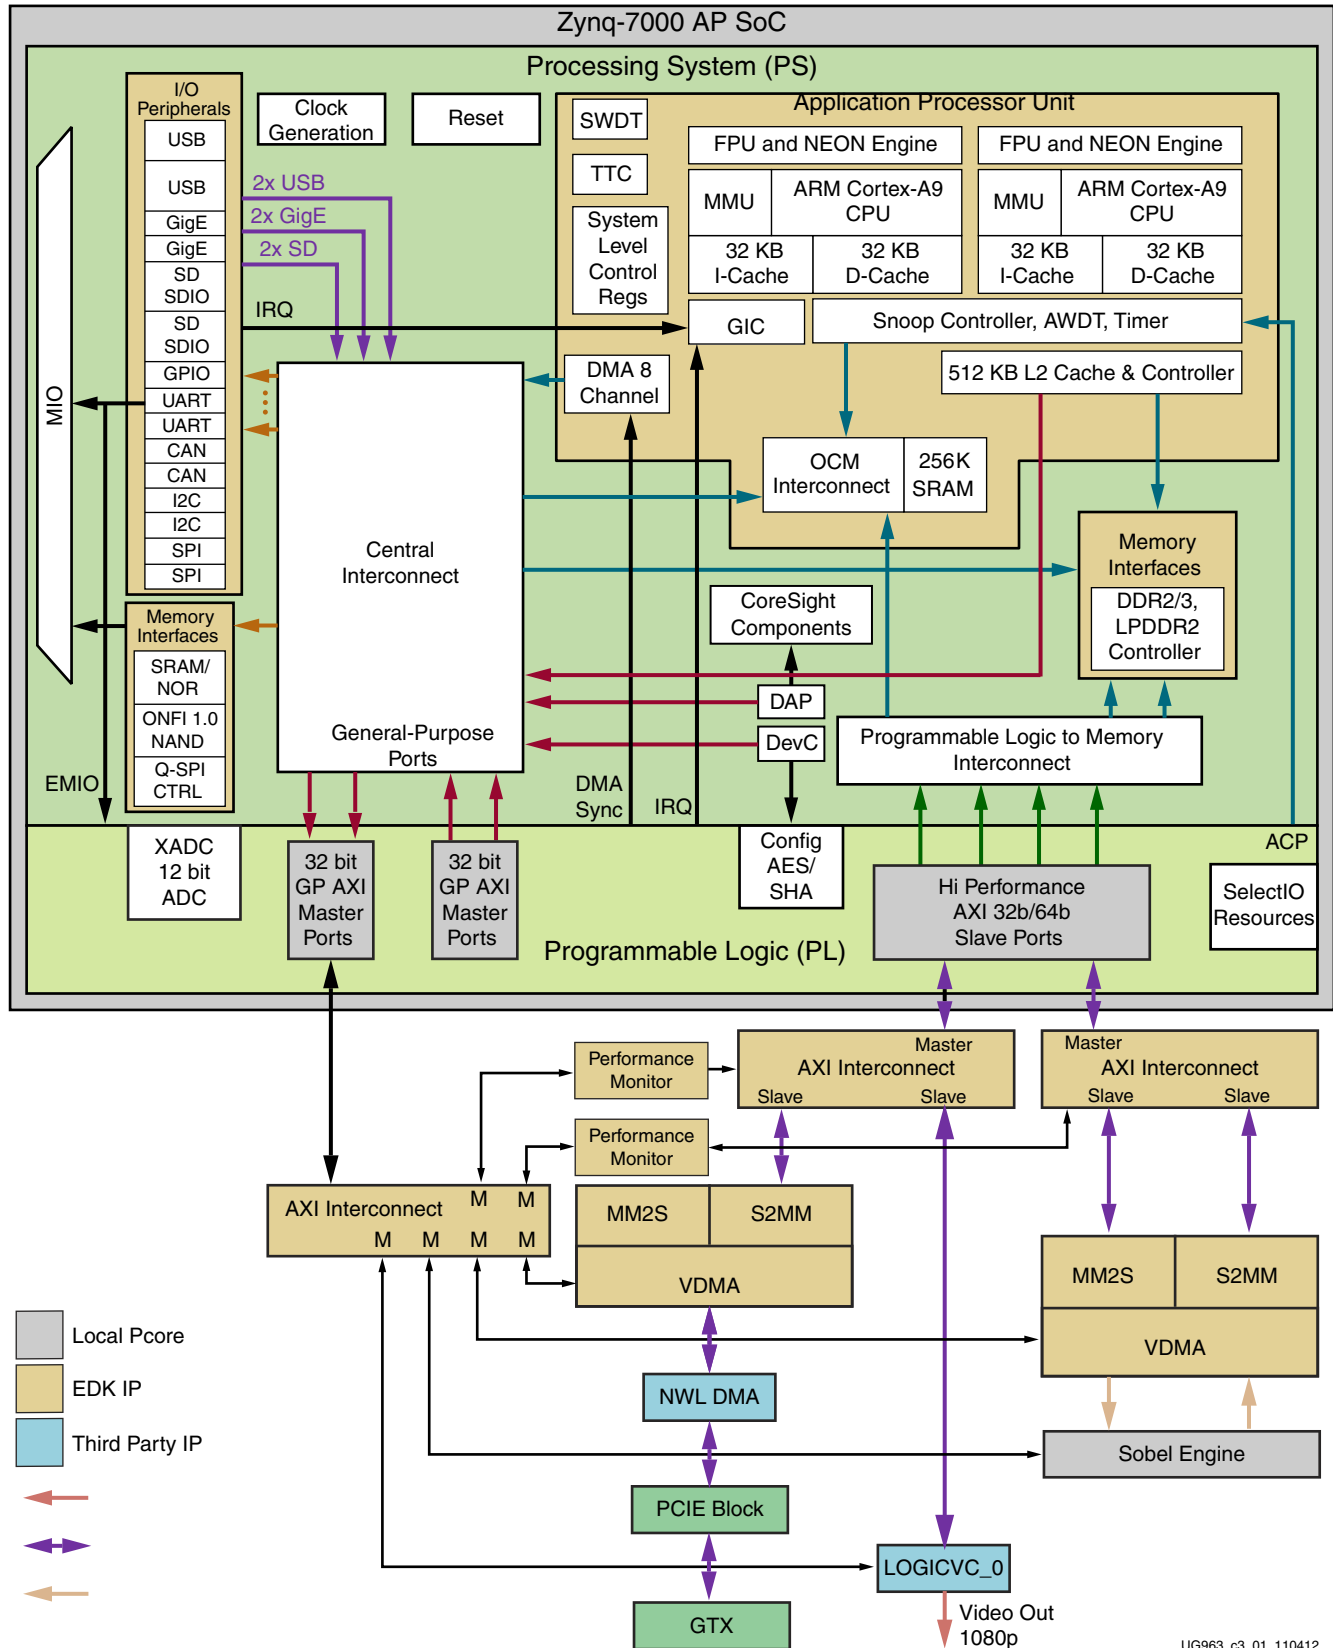 Zynq-7000 AP SoC
Processing System (PS)
I/O
Peripherals
USB
USB
GigE
GigE
SD
SDIO
SD
SDIO
GPIO
UART
UART
CAN
CAN
I2C
I2C
SPI
SPI
MIO
Clock
Generation
Reset
2x USB
2x GigE
2x SD
IRQ
Application Processor Unit
SWDT
TTC
System
Level
Control
Regs
FPU and NEON Engine
MMU
ARM Cortex-A9
CPU
32 KB
I-Cache
32 KB
D-Cache
FPU and NEON Engine
MMU
ARM Cortex-A9
CPU
32 KB
I-Cache
32 KB
D-Cache
GIC
Snoop Controller, AWDT, Timer
DMA 8
Channel
512 KB L2 Cache & Controller
OCM
Interconnect
256K
SRAM
Central
Interconnect
General-Purpose
Ports
Memory
Interfaces
DDR2/3,
LPDDR2
Controller
CoreSight
Components
DAP
DevC
Programmable Logic to Memory
Interconnect
Memory
Interfaces
SRAM/
NOR
ONFI 1.0
NAND
Q-SPI
CTRL
EMIO
DMA
Sync
IRQ
ACP
XADC
12 bit
ADC
32 bit
GP AXI
Master
Ports
32 bit
GP AXI
Master
Ports
Config
AES/
SHA
Hi Performance
AXI 32b/64b
Slave Ports
SelectIO
Resources
Programmable Logic (PL)
Performance
Monitor
Master
AXI Interconnect
Slave
Slave
Master
AXI Interconnect
Slave
Slave
Performance
Monitor
AXI Interconnect
M
M
M
M
M
M
MM2S
S2MM
VDMA
MM2S
S2MM
VDMA
Local Pcore
EDK IP
Third Party IP
NWL DMA
Sobel Engine
PCIE Block
LOGICVC_0
GTX
Video Out
1080p
UG963_c3_01_110412